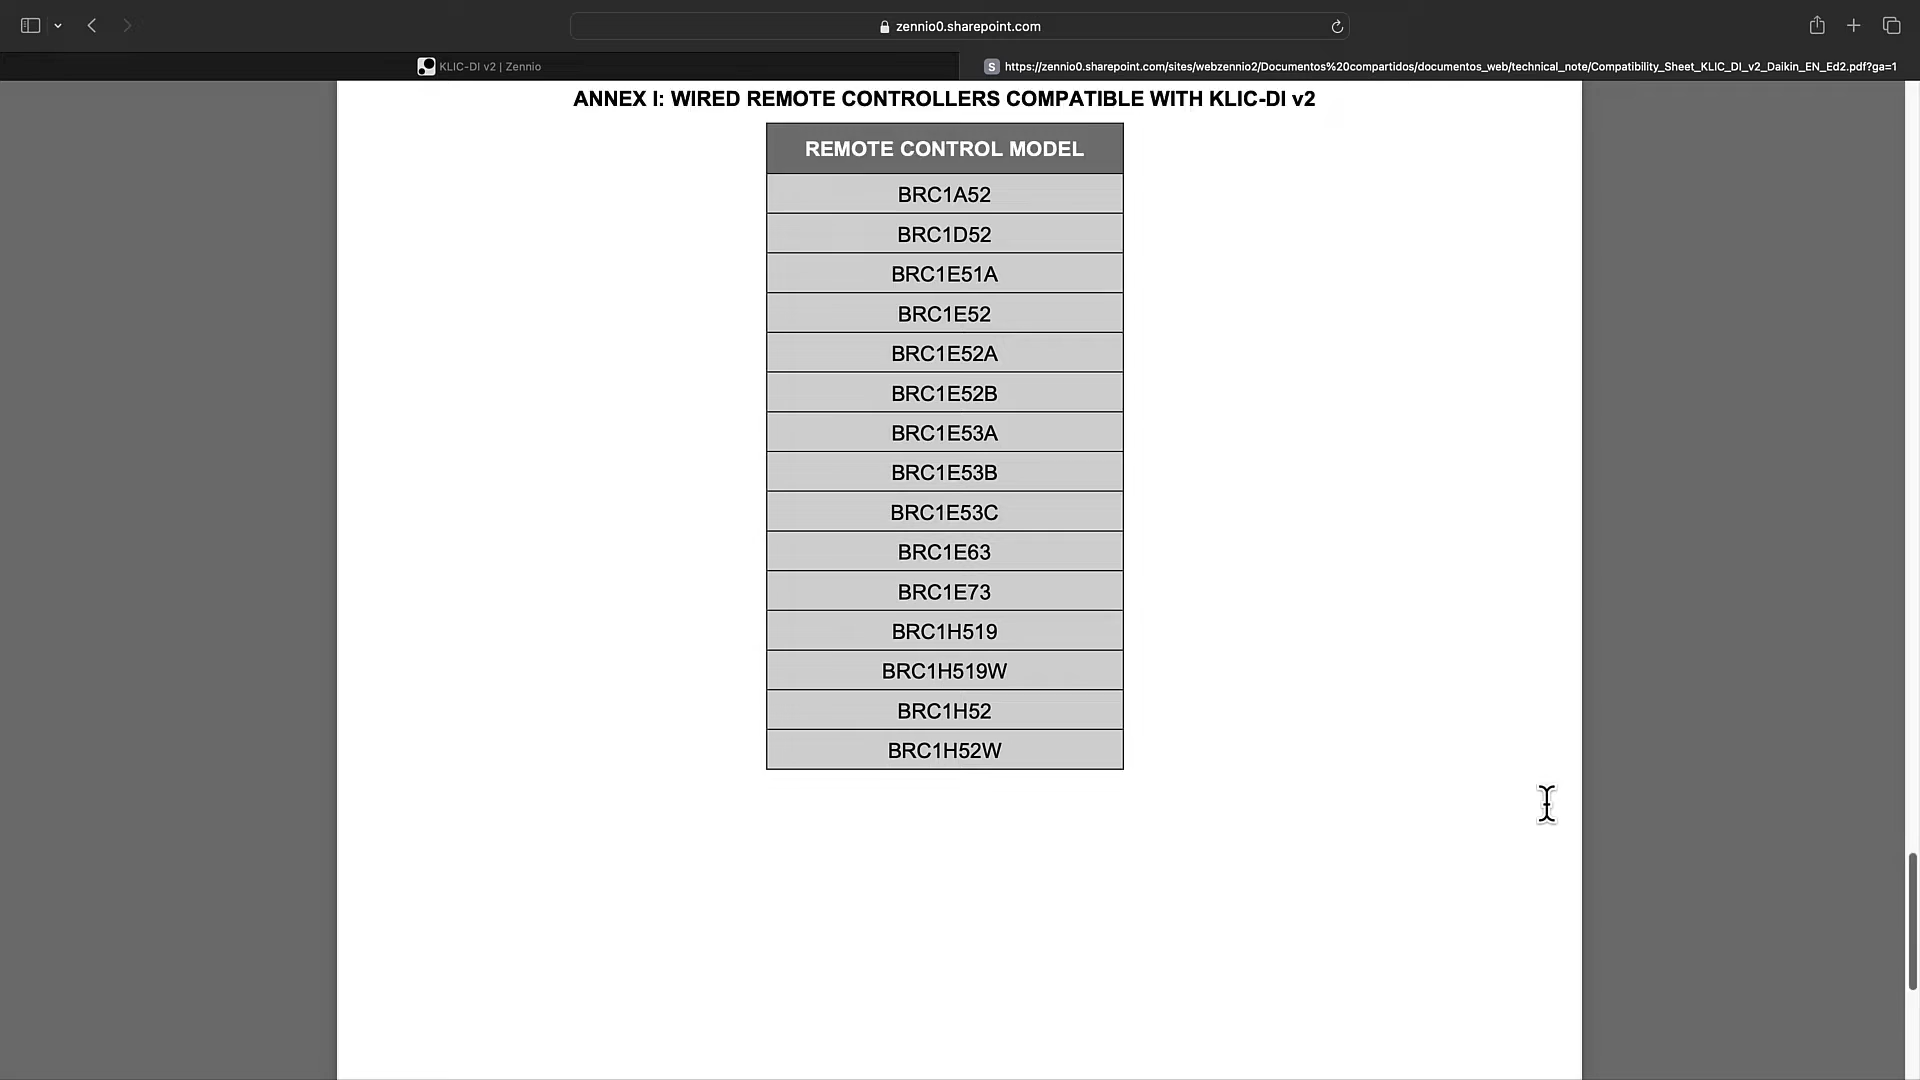 zennio0.sharepoint.com
KLIC-DI v2 | Zennio
S https://zennio0.sharepoint.com/sites/webzennio2/Documentos%20compartidos/documentos_web/technical_note/Compatibility_Sheet_KLIC_DI_v2_Daikin_EN_Ed2.pdf?ga=1
ANNEX I: WIRED REMOTE CONTROLLERS COMPATIBLE WITH KLIC-DI v2
REMOTE CONTROL MODEL
BRC1A52
BRC1D52
BRC1E51A
BRC1E52
BRC1E52A
BRC1E52B
BRC1E53A
BRC1E53B
BRC1E53C
BRC1E63
BRC1E73
BRC1H519
BRC1H519W
BRC1H52
BRC1H52W